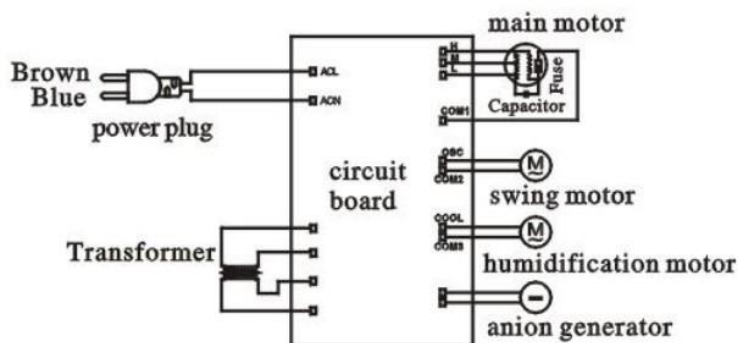 main motor
H
M
L
Fuse
Capacitor
COM1
Brown
Blue
ACL
ACN
power plug
circuit
board
OSC
COM2
M
swing motor
Transformer
COOL
COM3
M
humidification motor
anion generator